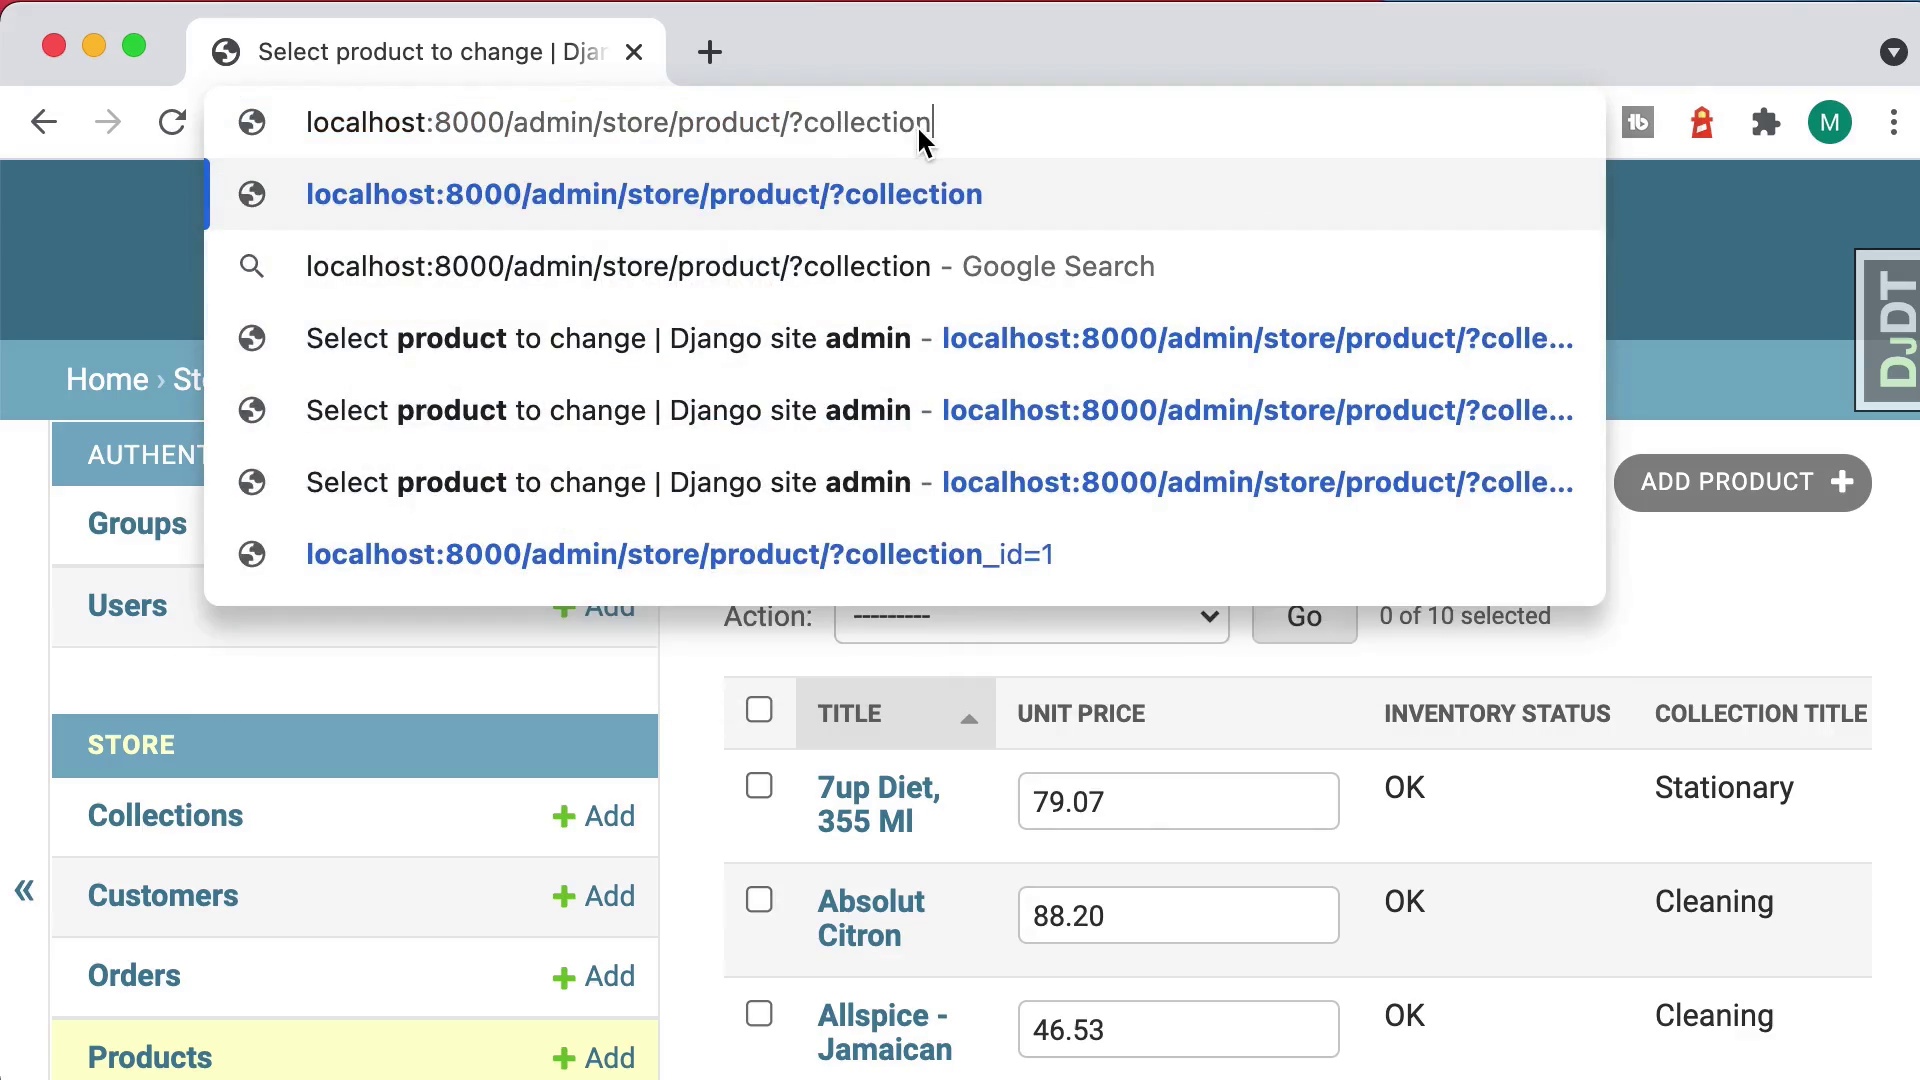 Select product to change | Djan
localhost:8000/admin/store/product/?collection
M
localhost:8000/admin/store/product/?collection
localhost:8000/admin/store/product/?collection – Google Search
Select product to change | Django site admin – localhost:8000/admin/store/product/?colle...
Select product to change | Django site admin – localhost:8000/admin/store/product/?colle...
Select product to change | Django site admin – localhost:8000/admin/store/product/?colle...
localhost:8000/admin/store/product/?collection_id=1
DJDT
Home › Sto
AUTHENT
ADD PRODUCT +
Groups
Users + Add
Action: --------- Go 0 of 10 selected
TITLE UNIT PRICE INVENTORY STATUS COLLECTION TITLE
STORE
7up Diet, 355 Ml 79.07 OK Stationary
Collections + Add
Customers + Add
Absolut Citron 88.20 OK Cleaning
Orders + Add
Allspice - Jamaican 46.53 OK Cleaning
Products + Add